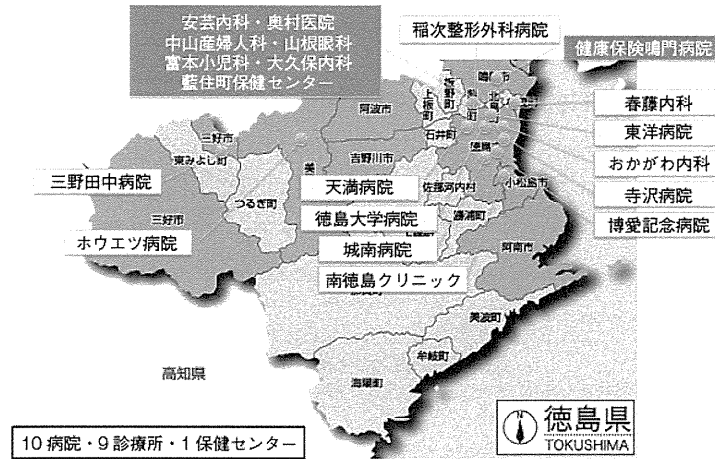 安芸内科・奥村医院
中山産婦人科・山根眼科
富本小児科・大久保内科
藍住町保健センター
稲次整形外科病院
健康保険鳴門病院
春藤内科
東洋病院
おかがわ内科
寺沢病院
博愛記念病院
三野田中病院
ホウエツ病院
天満病院
徳島大学病院
城南病院
南徳島クリニック
阿波市
上板町
板野町
石井町
三好市
東みよし町
つるぎ町
吉野川市
佐那河内村
小松島市
勝浦町
三好市
阿南市
美波町
牟岐町
海陽町
高知県
徳島県
TOKUSHIMA
10病院・9診療所・1保健センター